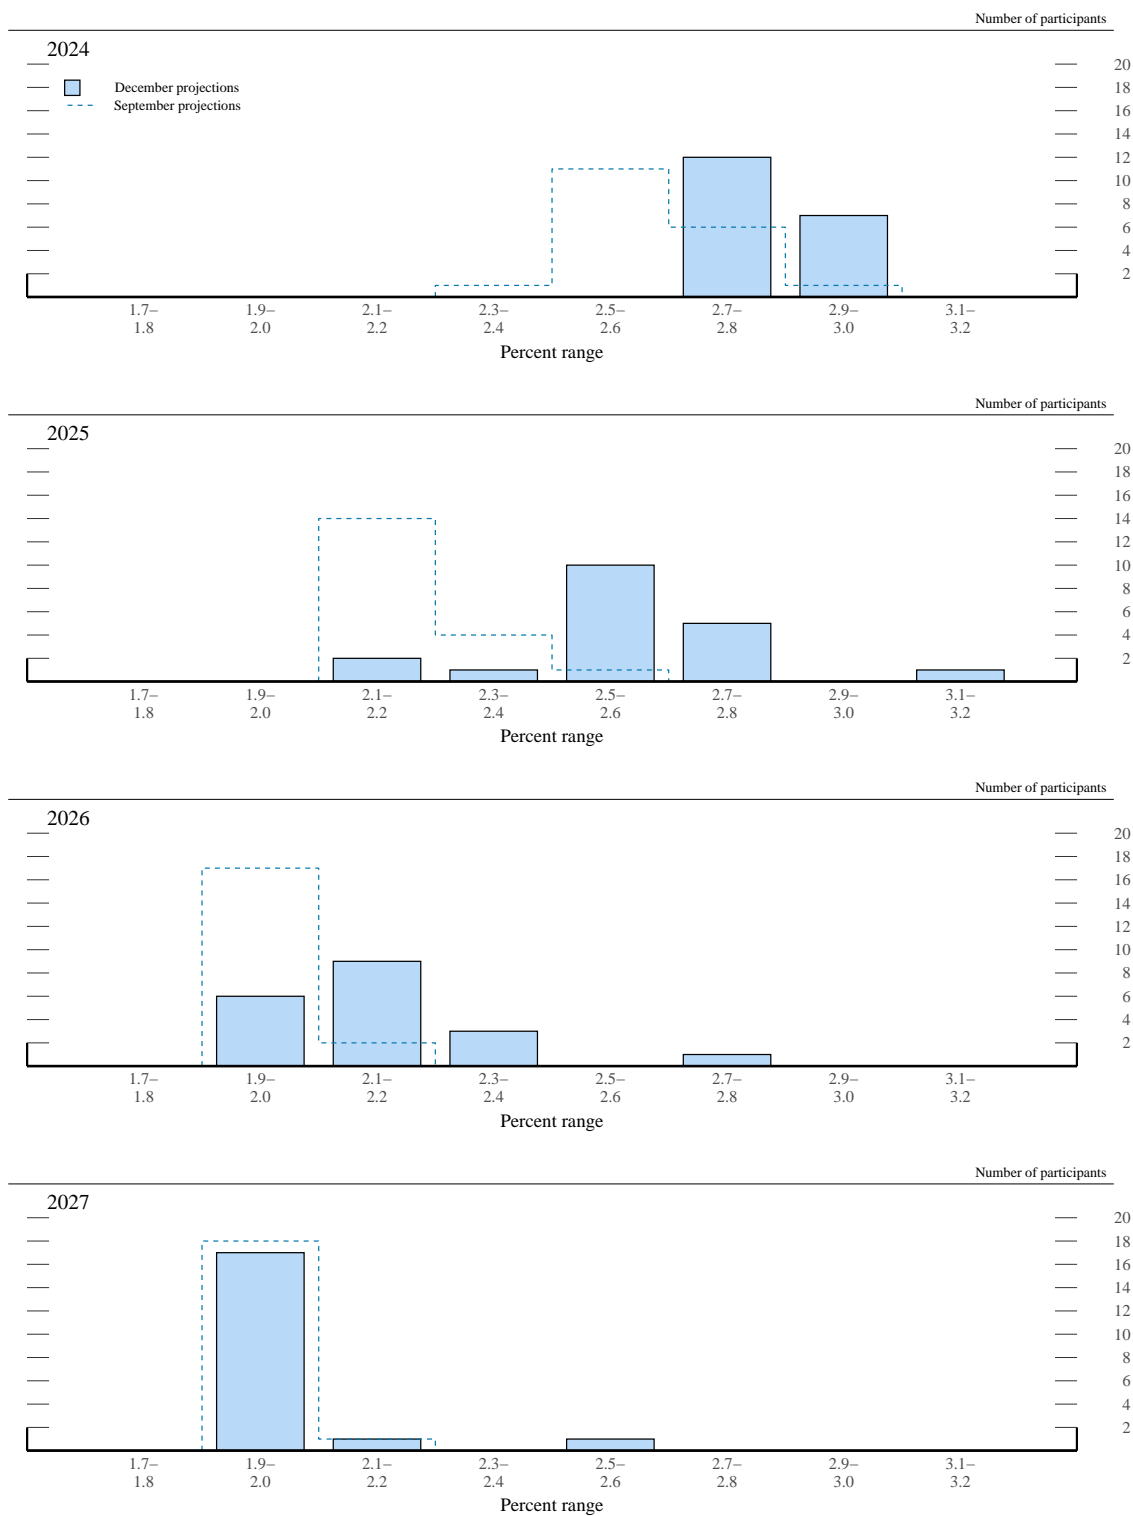 Number of participants
2024
December projections
September projections
20
18
16
14
12
10
8
6
4
2
1.7– 1.9– 2.1– 2.3– 2.5– 2.7– 2.9– 3.1–
1.8 2.0 2.2 2.4 2.6 2.8 3.0 3.2
Percent range
Number of participants
2025
20
18
16
14
12
10
8
6
4
2
1.7– 1.9– 2.1– 2.3– 2.5– 2.7– 2.9– 3.1–
1.8 2.0 2.2 2.4 2.6 2.8 3.0 3.2
Percent range
Number of participants
2026
20
18
16
14
12
10
8
6
4
2
1.7– 1.9– 2.1– 2.3– 2.5– 2.7– 2.9– 3.1–
1.8 2.0 2.2 2.4 2.6 2.8 3.0 3.2
Percent range
Number of participants
2027
20
18
16
14
12
10
8
6
4
2
1.7– 1.9– 2.1– 2.3– 2.5– 2.7– 2.9– 3.1–
1.8 2.0 2.2 2.4 2.6 2.8 3.0 3.2
Percent range